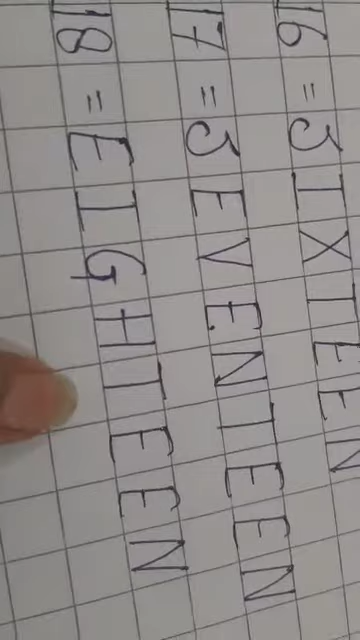 16 = SIXTEEN
17 = SEVENTEEN
18 = EIGHTEEN